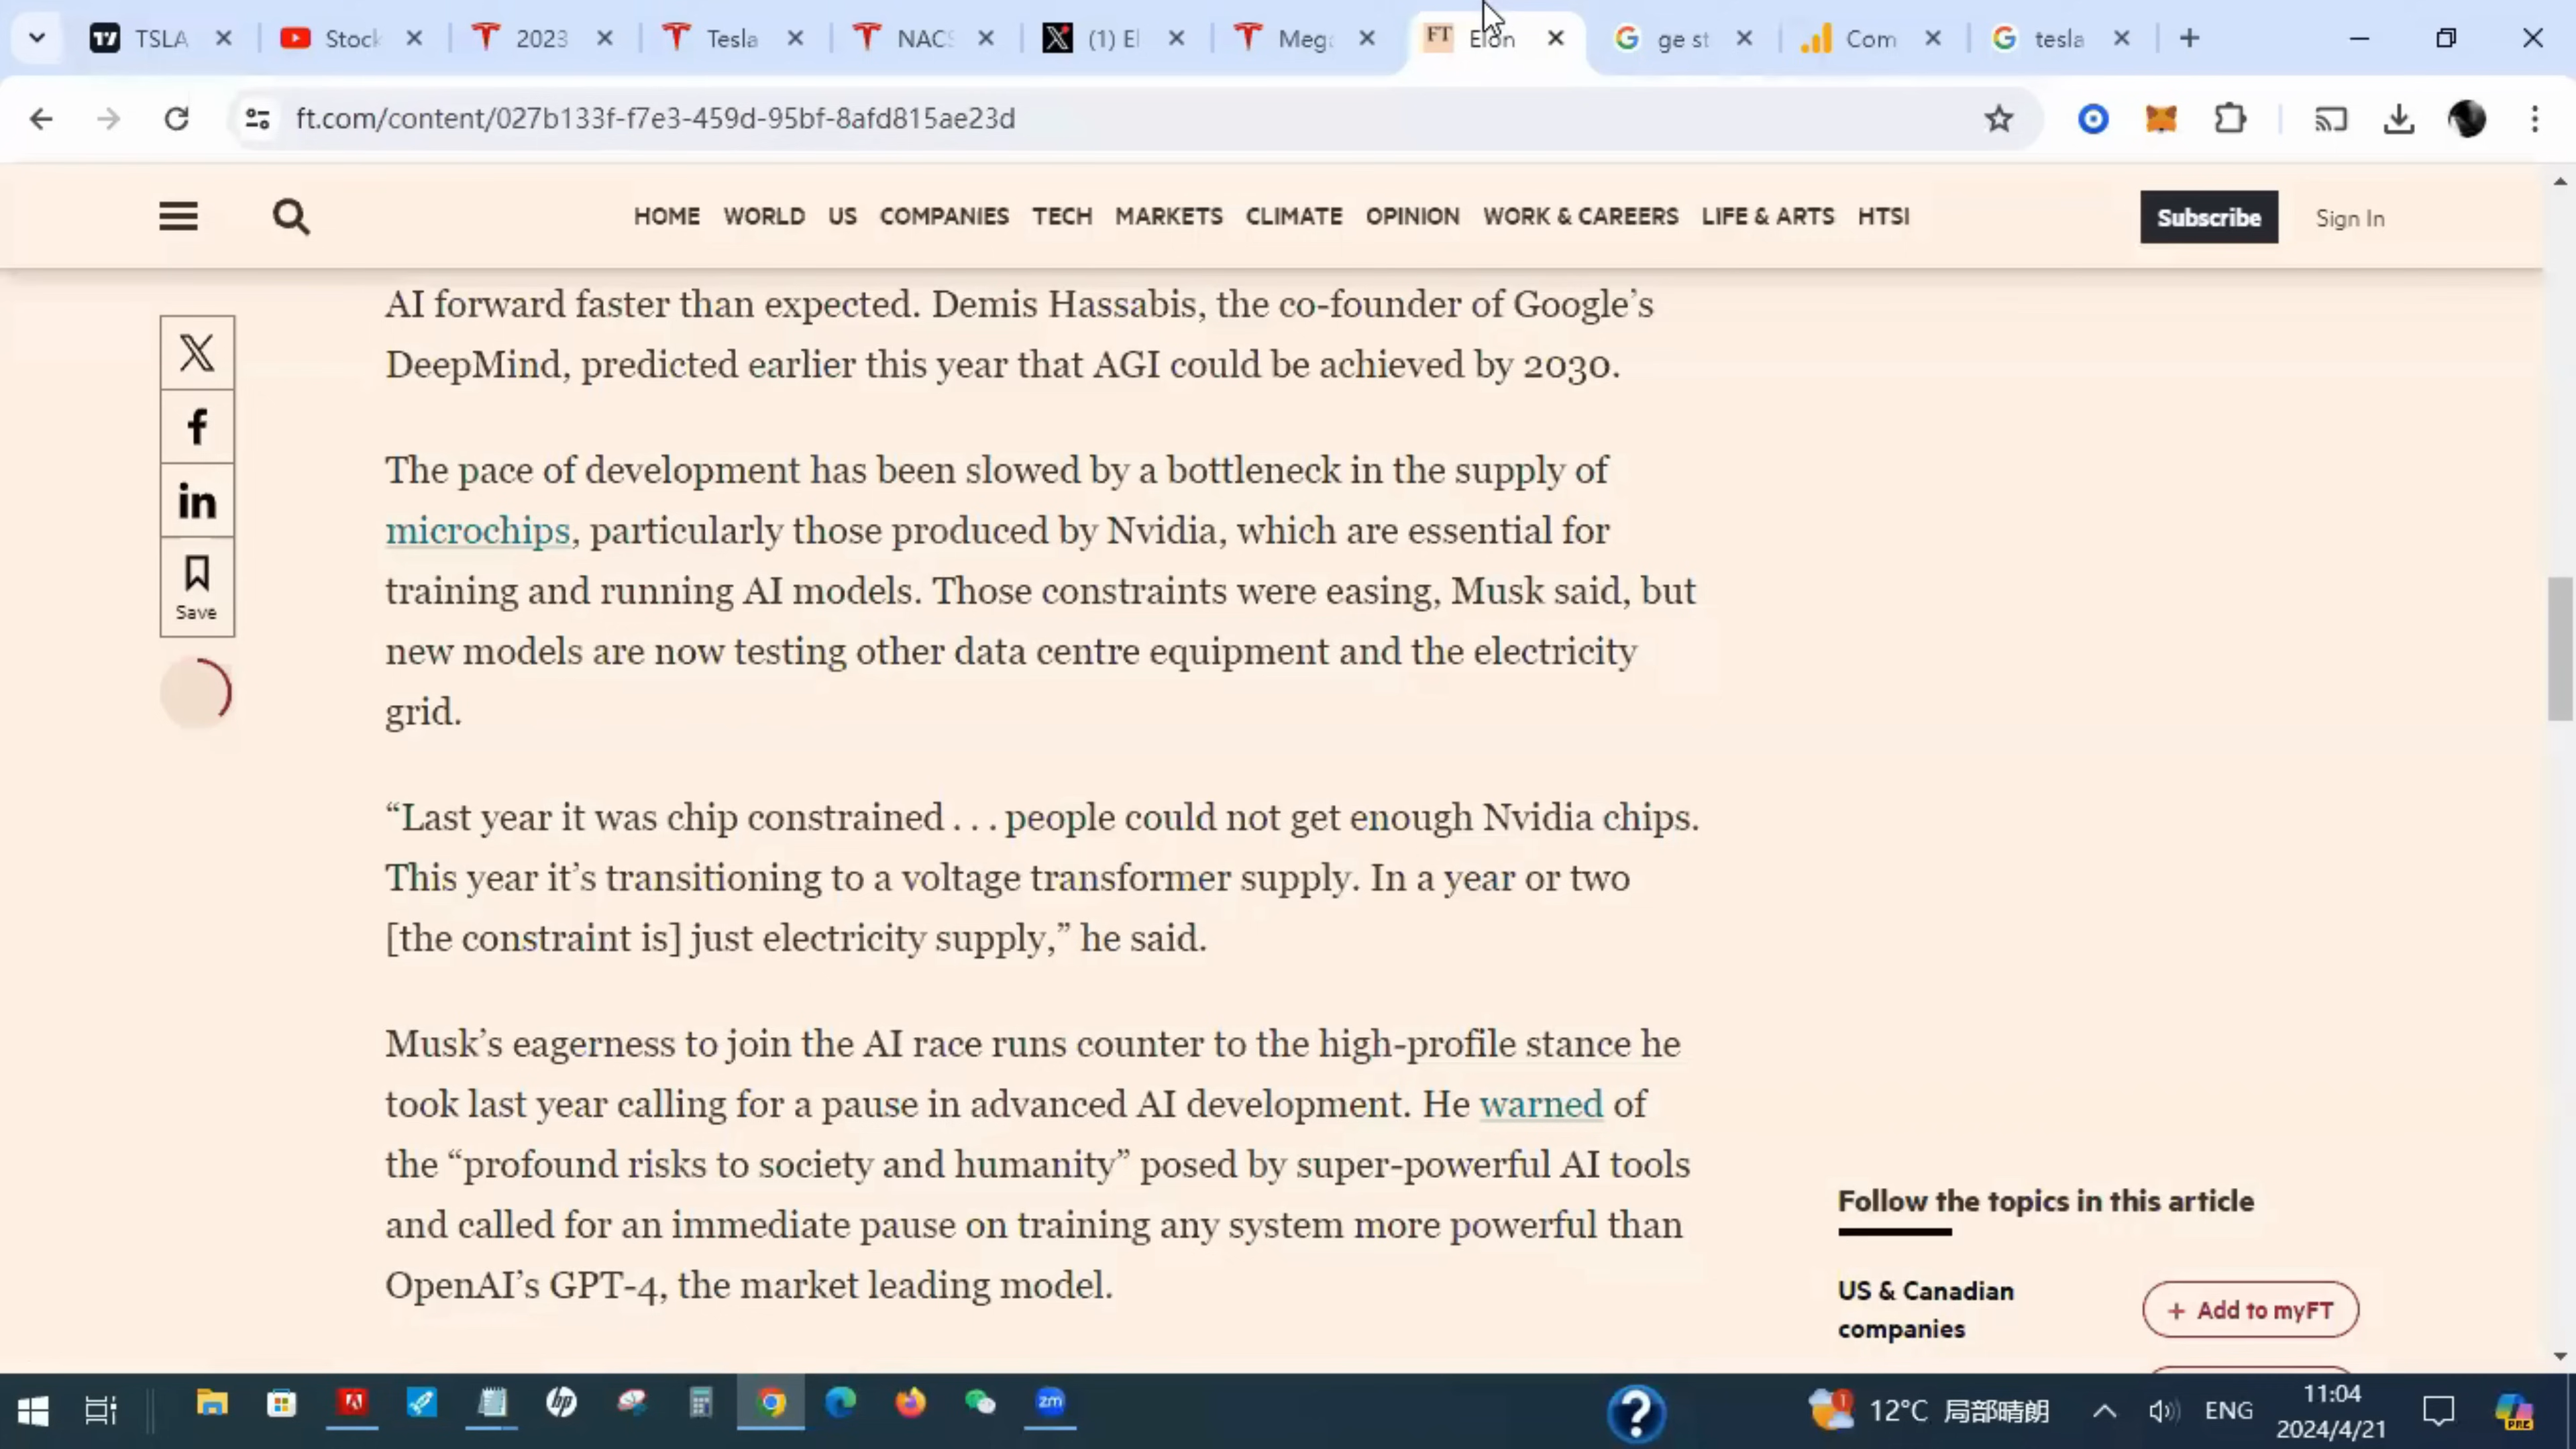 TSLA
Stock
2023
Tesla
NACS
(1) El
Mega
FT
Elon
ge st
Com
tesla
ft.com/content/027b133f-f7e3-459d-95bf-8afd815ae23d
HOME WORLD US COMPANIES TECH MARKETS CLIMATE OPINION WORK & CAREERS LIFE & ARTS HTSI
Subscribe
Sign In
AI forward faster than expected. Demis Hassabis, the co-founder of Google’s
DeepMind, predicted earlier this year that AGI could be achieved by 2030.
The pace of development has been slowed by a bottleneck in the supply of
microchips, particularly those produced by Nvidia, which are essential for
training and running AI models. Those constraints were easing, Musk said, but
new models are now testing other data centre equipment and the electricity
grid.
“Last year it was chip constrained . . . people could not get enough Nvidia chips.
This year it’s transitioning to a voltage transformer supply. In a year or two
[the constraint is] just electricity supply,” he said.
Musk’s eagerness to join the AI race runs counter to the high-profile stance he
took last year calling for a pause in advanced AI development. He warned of
the “profound risks to society and humanity” posed by super-powerful AI tools
and called for an immediate pause on training any system more powerful than
OpenAI’s GPT-4, the market leading model.
Save
Follow the topics in this article
US & Canadian
companies
+ Add to myFT
hp
zm
1
12°C 局部晴朗
ENG
11:04
2024/4/21
PRE